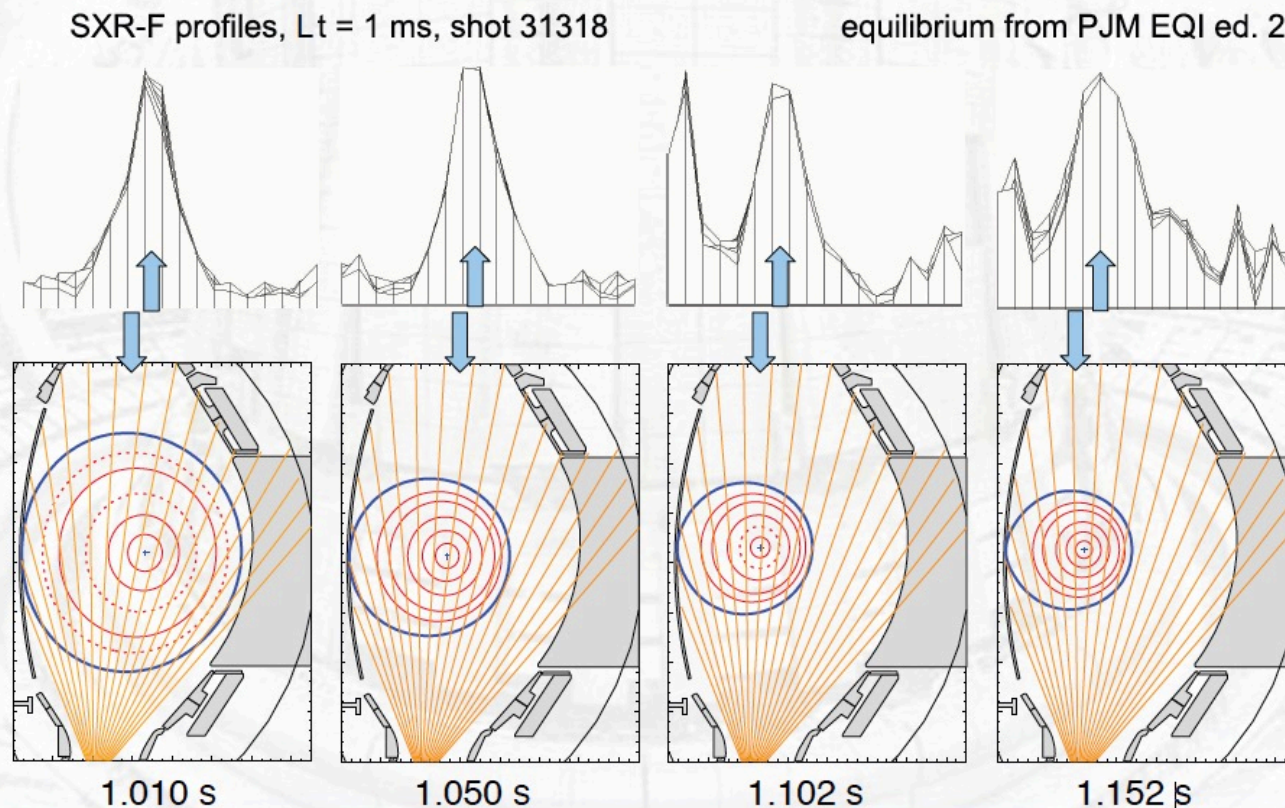 SXR-F profiles, Lt = 1 ms, shot 31318
equilibrium from PJM EQI ed. 2
1.010 s
1.050 s
1.102 s
1.152 s